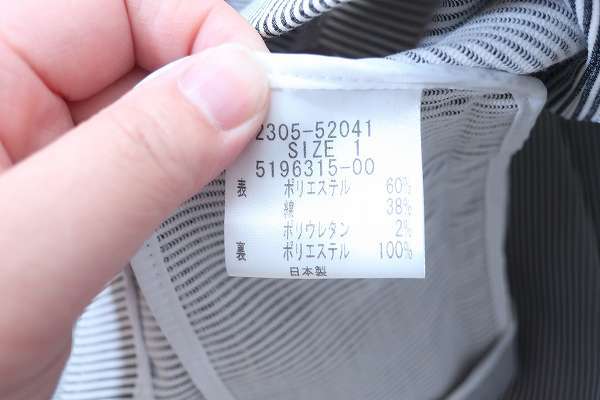 2305-52041
SIZE 1
5196315-00
表 ポリエステル 60%
綿 38%
ポリウレタン 2%
裏 ポリエステル 100%
日本製